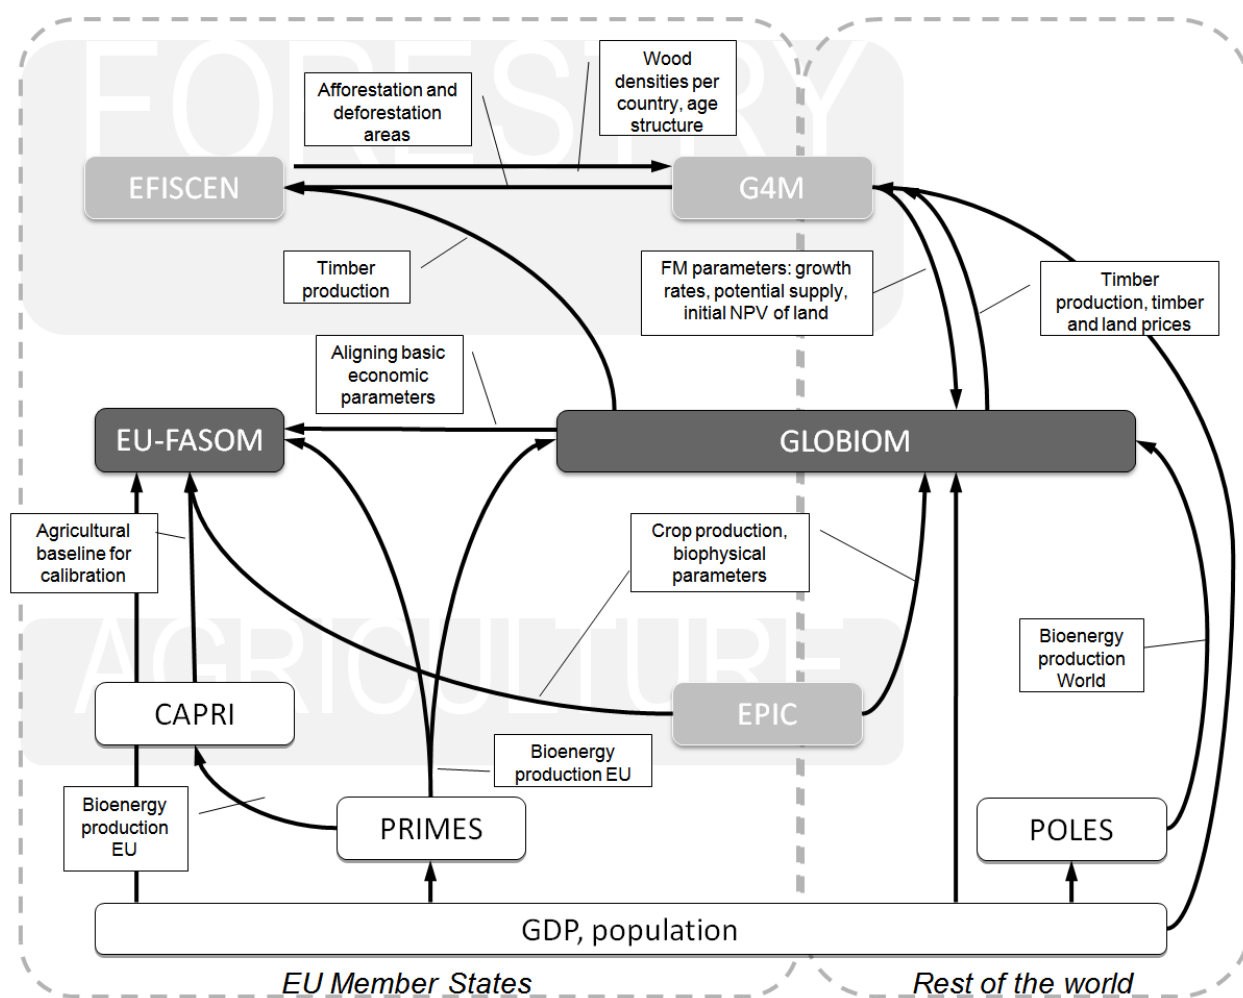 FORESTRY
Wood
densities per
country, age
structure
Afforestation and
deforestation
areas
EFISCEN
G4M
Timber
production
FM parameters: growth
rates, potential supply,
initial NPV of land
Timber
production, timber
and land prices
Aligning basic
economic
parameters
EU-FASOM
GLOBIOM
Agricultural
baseline for
calibration
Crop production,
biophysical
parameters
AGRICULTURE
Bioenergy
production
World
CAPRI
EPIC
Bioenergy
production EU
Bioenergy
production
EU
PRIMES
POLES
GDP, population
EU Member States
Rest of the world